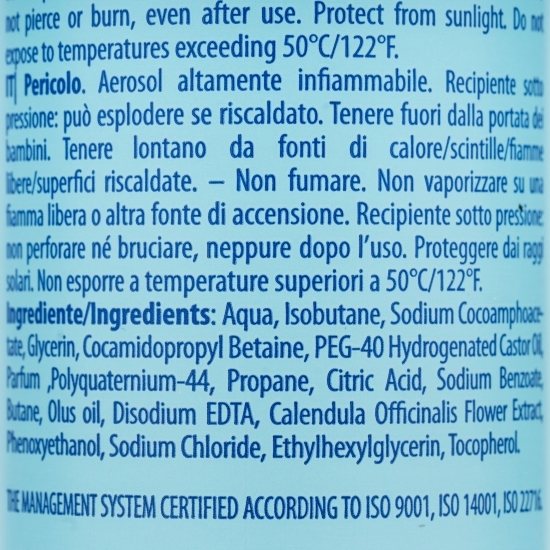 not pierce or burn, even after use. Protect from sunlight. Do not
expose to temperatures exceeding 50°C/122°F.
IT Pericolo. Aerosol altamente infiammabile. Recipiente sotto
pressione: può esplodere se riscaldato. Tenere fuori dalla portata dei
bambini. Tenere lontano da fonti di calore/scintille/fiamme
libere/superfici riscaldate. – Non fumare. Non vaporizzare su una
fiamma libera o altra fonte di accensione. Recipiente sotto pressione:
non perforare né bruciare, neppure dopo l'uso. Proteggere dai raggi
solari. Non esporre a temperature superiori a 50°C/122°F.
Ingrediente/Ingredients: Aqua, Isobutane, Sodium Cocoamphoace-
tate, Glycerin, Cocamidopropyl Betaine, PEG-40 Hydrogenated Castor Oil,
Parfum ,Polyquaternium-44, Propane, Citric Acid, Sodium Benzoate,
Butane, Olus oil, Disodium EDTA, Calendula Officinalis Flower Extract,
Phenoxyethanol, Sodium Chloride, Ethylhexylglycerin, Tocopherol.
THE MANAGEMENT SYSTEM CERTIFIED ACCORDING TO ISO 9001, ISO 14001, ISO 22716.